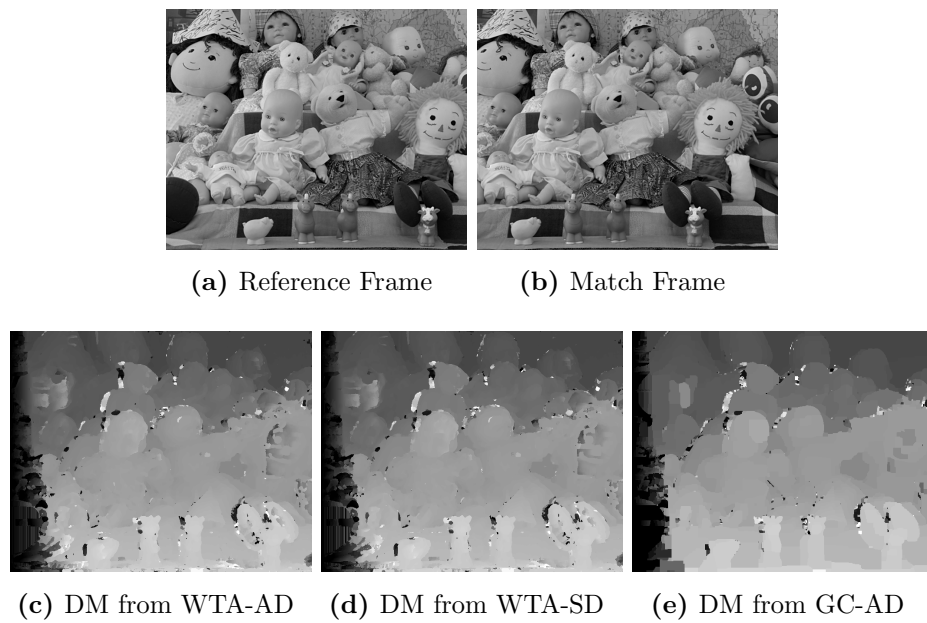 (a) Reference Frame
(b) Match Frame
(c) DM from WTA-AD
(d) DM from WTA-SD
(e) DM from GC-AD